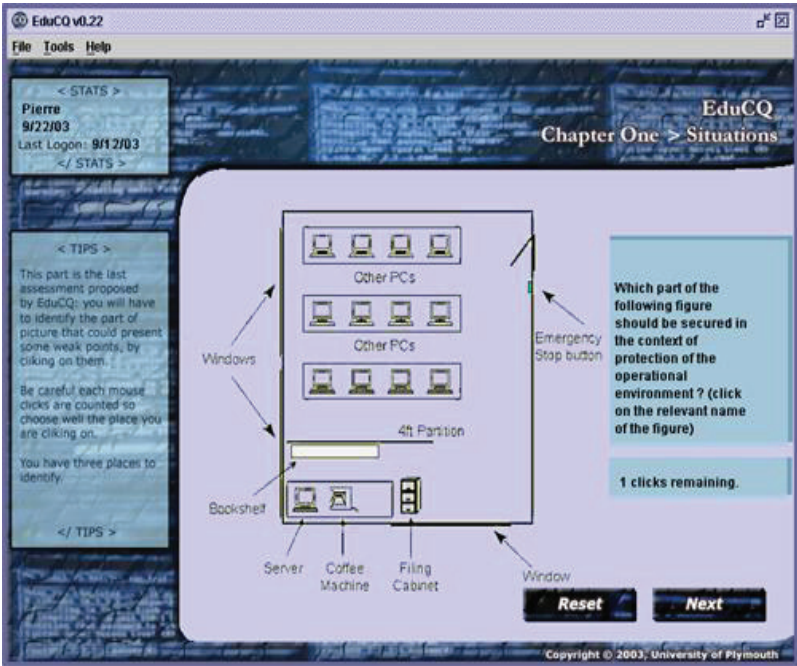 EduCQ v0.22
File Tools Help
< STATS >
Pierre
9/22/03
Last Logon: 9/12/03
</ STATS >
EduCQ
Chapter One > Situations
< TIPS >
This part is the last
assessment proposed
by EduCQ: you will have
to identify the part of
picture that could present
some weak points, by
cliking on them.
Be careful each mouse
clicks are counted so
choose well the place you
are cliking on.
You have three places to
identify.
</ TIPS >
Other PCs
Other PCs
Windows
Emergency
Stop button
4ft Partition
Bookshelf
Server
Coffee
Machine
Filing
Cabinet
Window
Which part of the
following figure
should be secured in
the context of
protection of the
operational
environment ? (click
on the relevant name
of the figure)
1 clicks remaining.
Reset
Next
Copyright © 2003, University of Plymouth